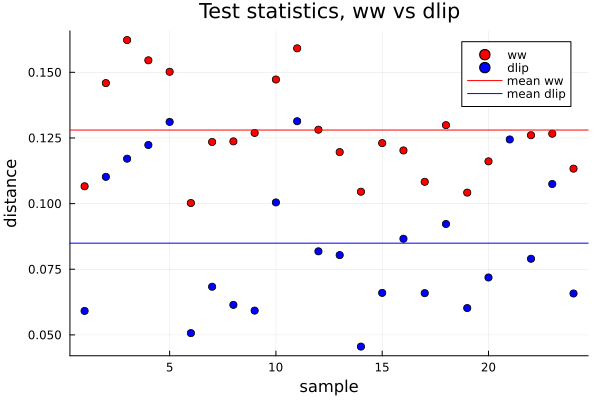 Test statistics, ww vs dlip
ww
dlip
mean ww
mean dlip
0.150
0.125
0.100
0.075
0.050
distance
5
10
15
20
sample